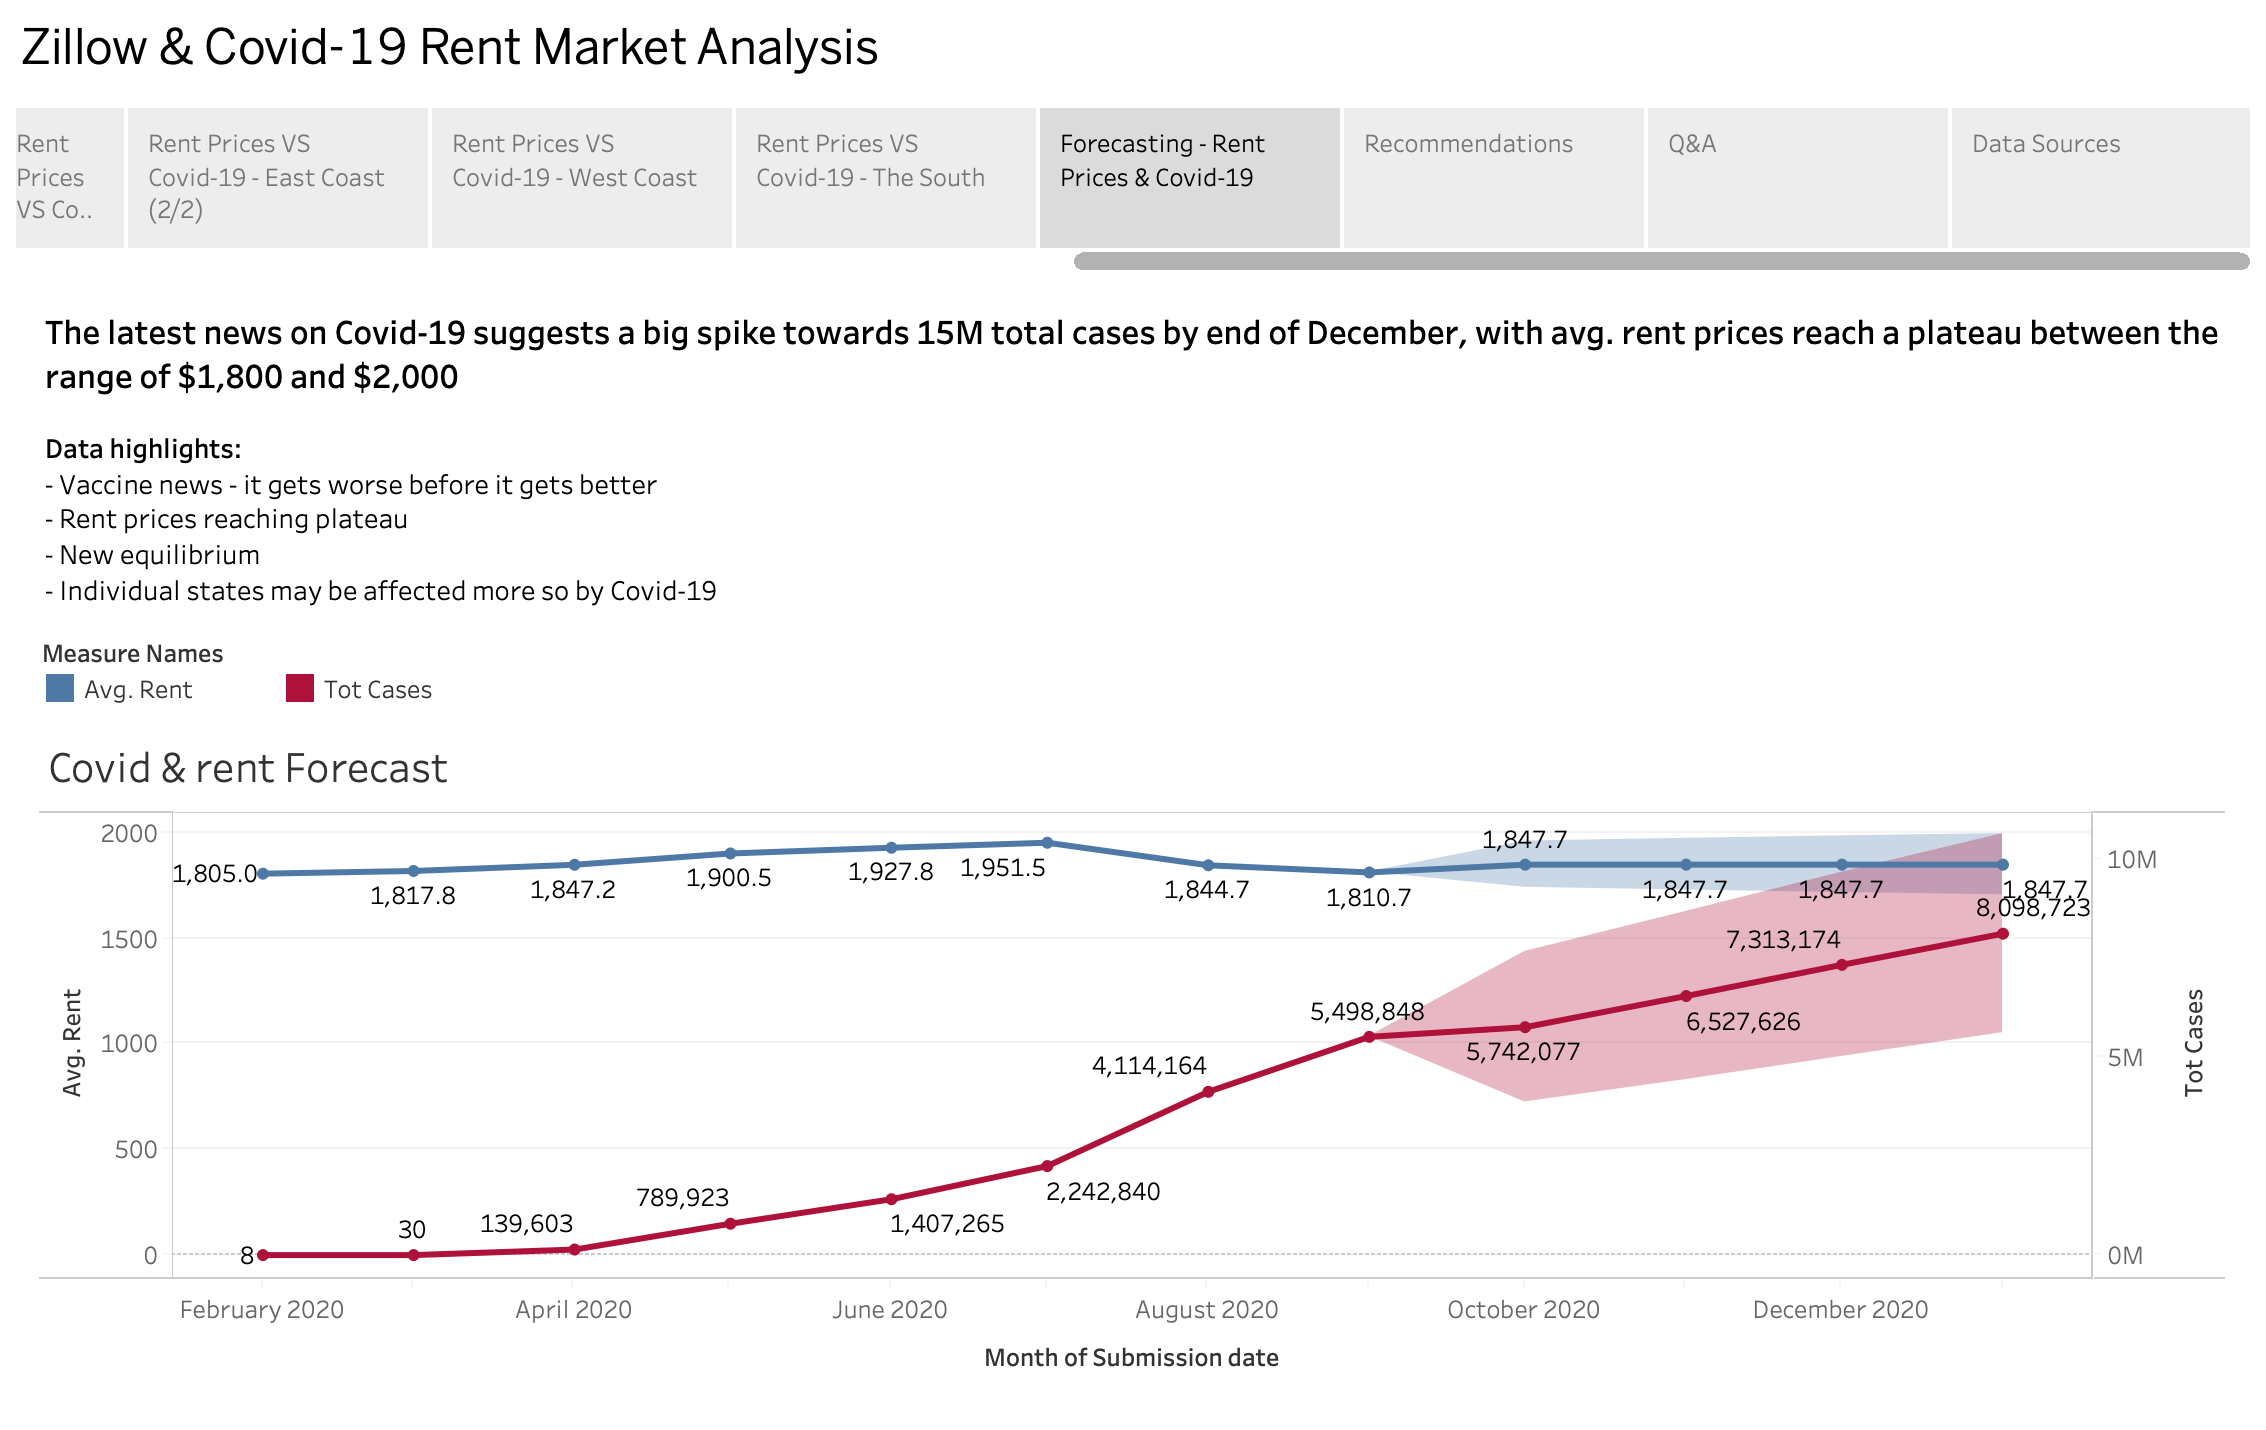 Zillow & Covid-19 Rent Market Analysis
Rent
Prices
VS Co..
Rent Prices VS
Covid-19 - East Coast
(2/2)
Rent Prices VS
Covid-19 - West Coast
Rent Prices VS
Covid-19 - The South
Forecasting - Rent
Prices & Covid-19
Recommendations
Q&A
Data Sources
The latest news on Covid-19 suggests a big spike towards 15M total cases by end of December, with avg. rent prices reach a plateau between the
range of $1,800 and $2,000
Data highlights:
- Vaccine news - it gets worse before it gets better
- Rent prices reaching plateau
- New equilibrium
- Individual states may be affected more so by Covid-19
Measure Names
Avg. Rent
Tot Cases
Covid & rent Forecast
Avg. Rent
2000
1500
1000
500
0
1,805.0
1,817.8
1,847.2
1,900.5
1,927.8
1,951.5
1,844.7
1,810.7
1,847.7
1,847.7
1,847.7
1,847.7
8
30
139,603
789,923
1,407,265
2,242,840
4,114,164
5,498,848
5,742,077
6,527,626
7,313,174
8,098,723
10M
5M
0M
Tot Cases
February 2020
April 2020
June 2020
August 2020
October 2020
December 2020
Month of Submission date